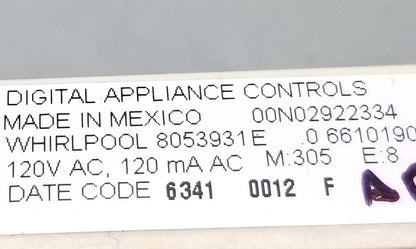 DIGITAL APPLIANCE CONTROLS
MADE IN MEXICO 00N02922334
WHIRLPOOL 8053931E .0 6610190
120V AC, 120 mA AC M:305 E:8
DATE CODE 6341 0012 F